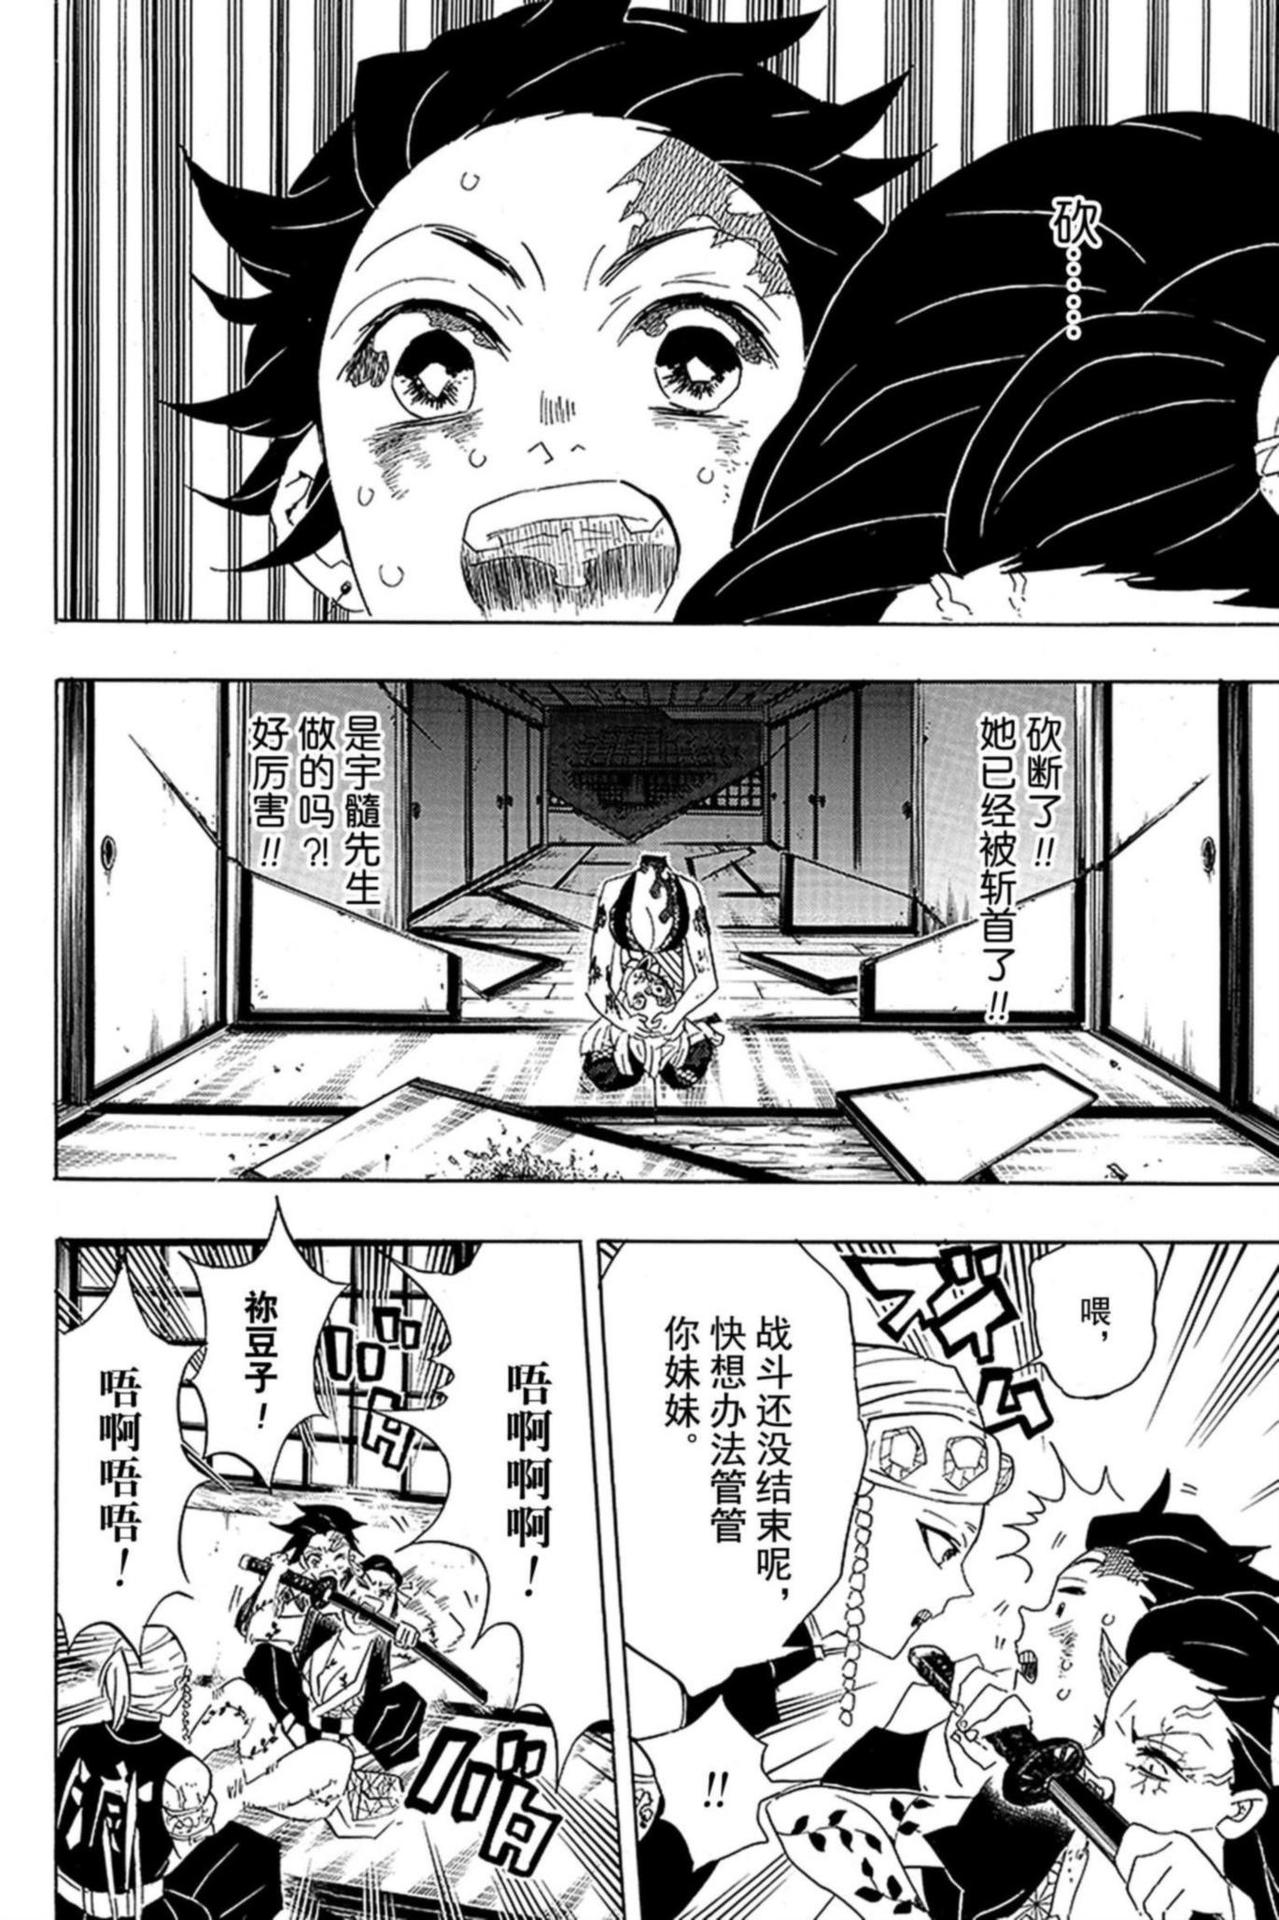 砍……
砍断了!!
她已经被斩首了!!
是宇髓先生
做的吗?!
好厉害!!
喂，
战斗还没结束呢，
快想办法管管
你妹妹。
!!
唔啊啊啊！
祢豆子！
唔啊唔唔！
滅